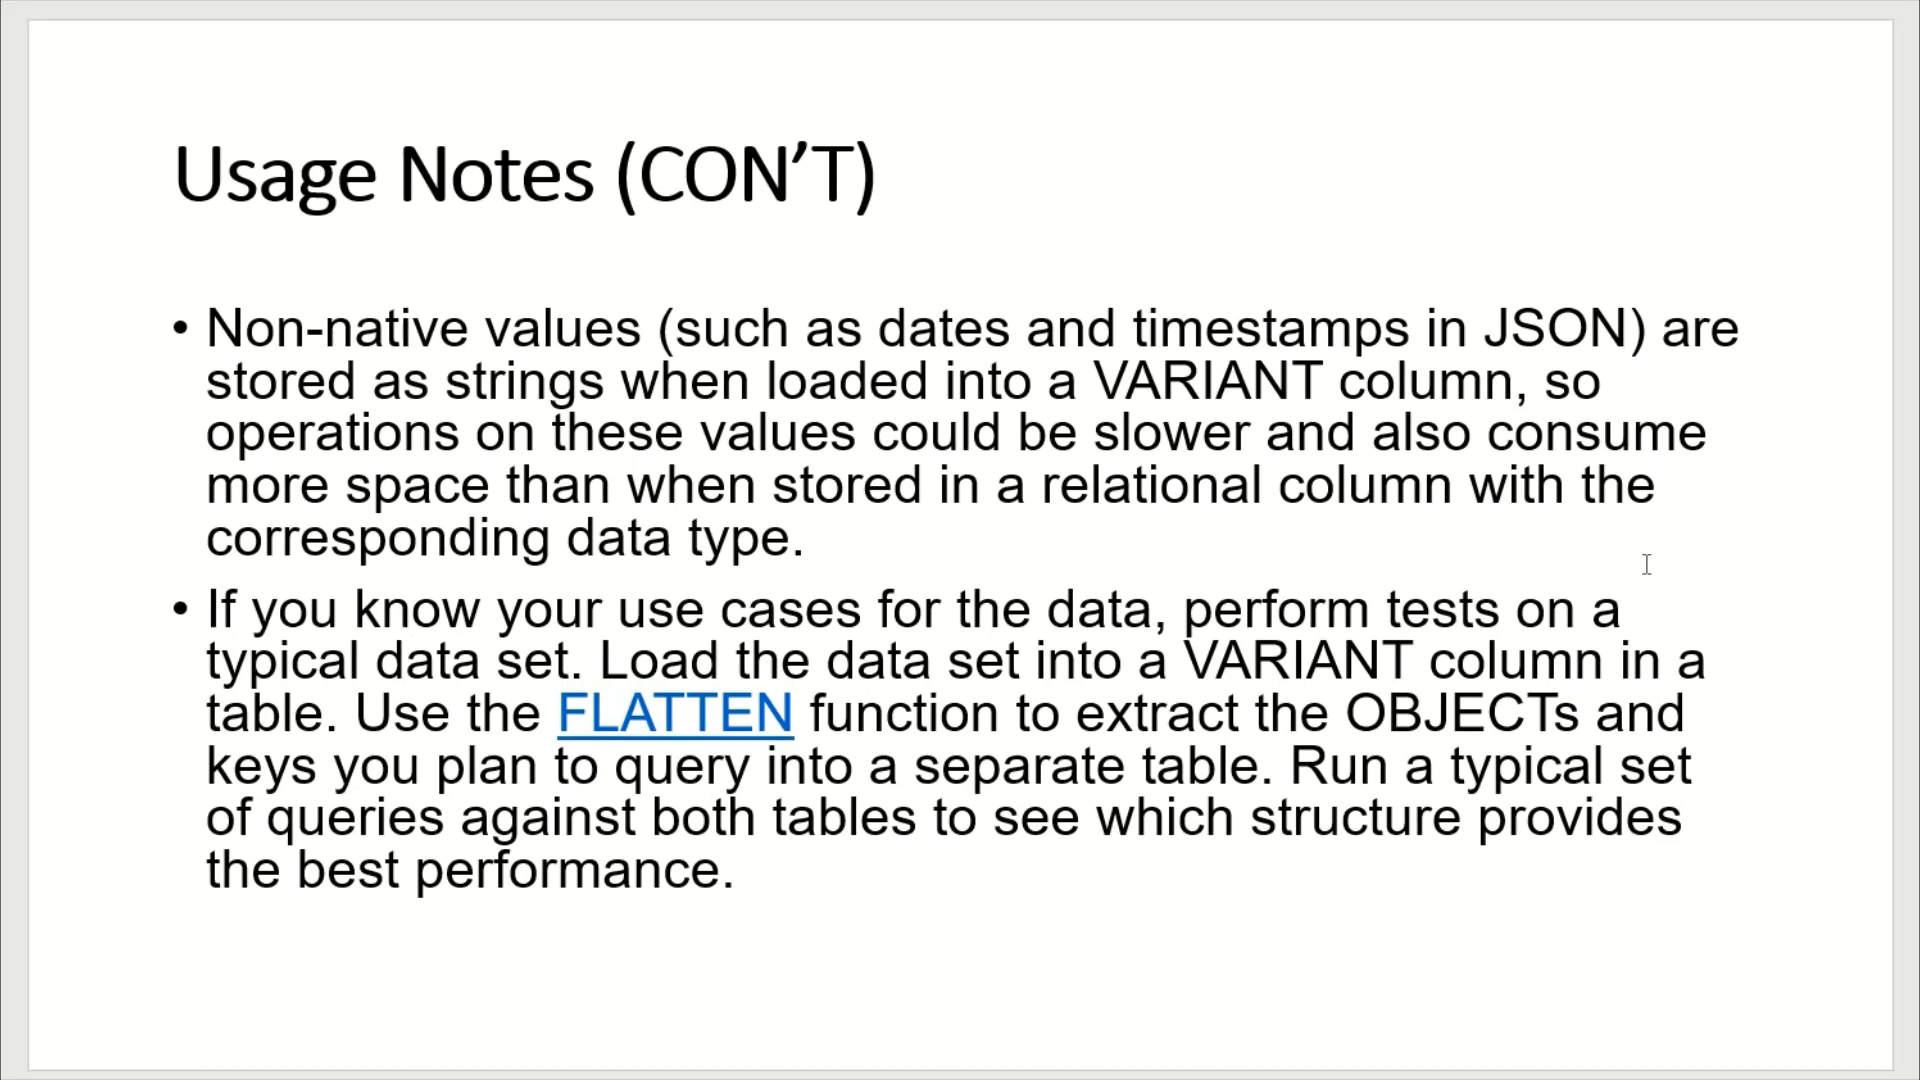 Usage Notes (CON’T)
• Non-native values (such as dates and timestamps in JSON) are
stored as strings when loaded into a VARIANT column, so
operations on these values could be slower and also consume
more space than when stored in a relational column with the
corresponding data type.
• If you know your use cases for the data, perform tests on a
typical data set. Load the data set into a VARIANT column in a
table. Use the FLATTEN function to extract the OBJECTs and
keys you plan to query into a separate table. Run a typical set
of queries against both tables to see which structure provides
the best performance.